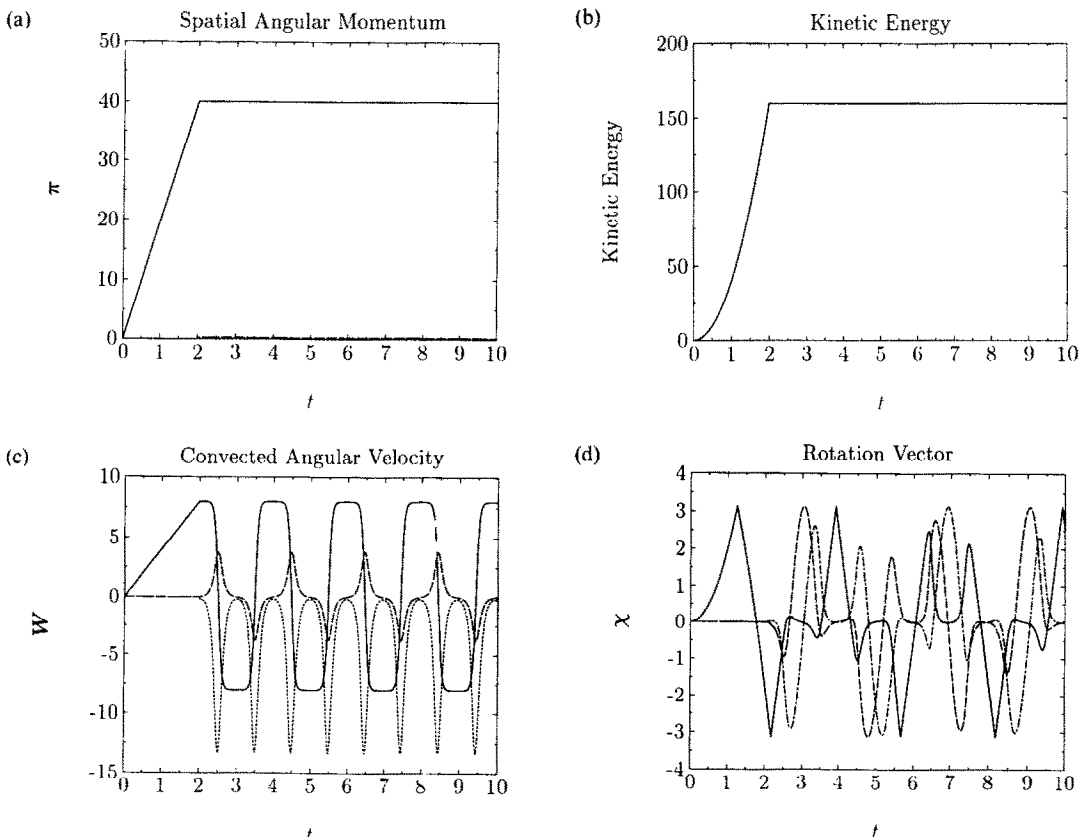 (a)
Spatial Angular Momentum
50
40
30
20
10
0
π
0 1 2 3 4 5 6 7 8 9 10
t
(b)
Kinetic Energy
200
150
100
50
0
Kinetic Energy
0 1 2 3 4 5 6 7 8 9 10
t
(c)
Convected Angular Velocity
10
5
0
-5
-10
-15
W
0 1 2 3 4 5 6 7 8 9 10
t
(d)
Rotation Vector
4
3
2
1
0
-1
-2
-3
-4
χ
0 1 2 3 4 5 6 7 8 9 10
t